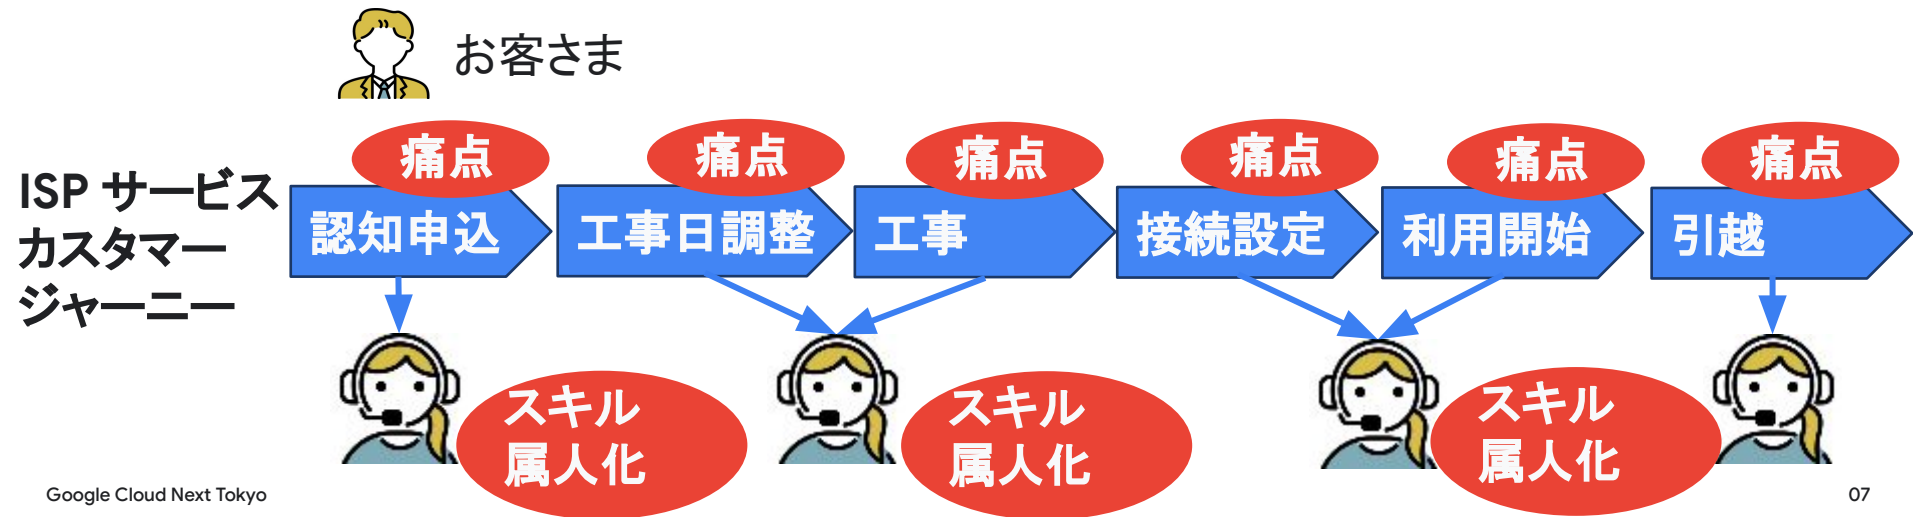 お客さま
ISP サービス
カスタマー
ジャーニー
痛点
痛点
痛点
痛点
痛点
痛点
認知申込
工事日調整
工事
接続設定
利用開始
引越
スキル
属人化
スキル
属人化
スキル
属人化
Google Cloud Next Tokyo
07